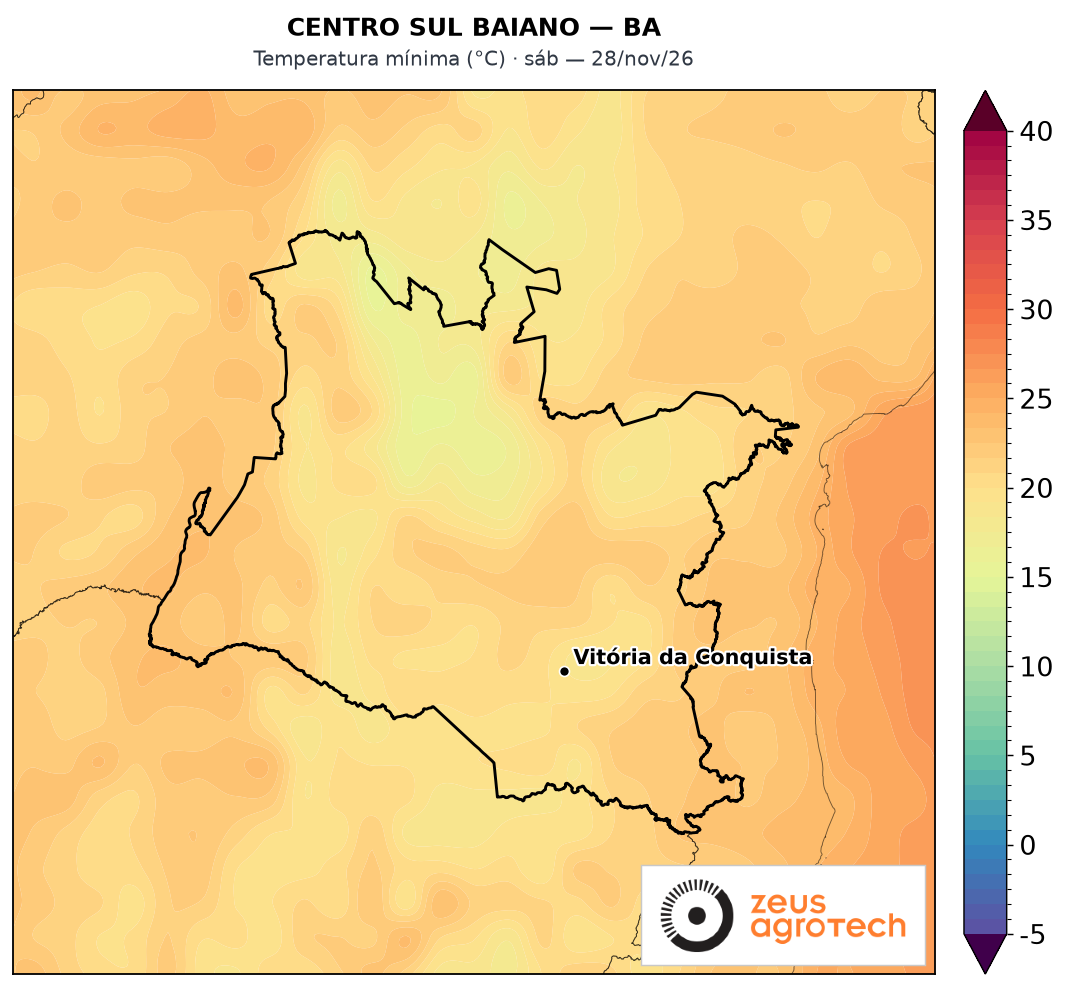 CENTRO SUL BAIANO — BA
Temperatura mínima (°C) · sáb — 28/nov/26
40
35
30
25
20
15
10
5
0
-5
Vitória da Conquista
zeus
agroTech